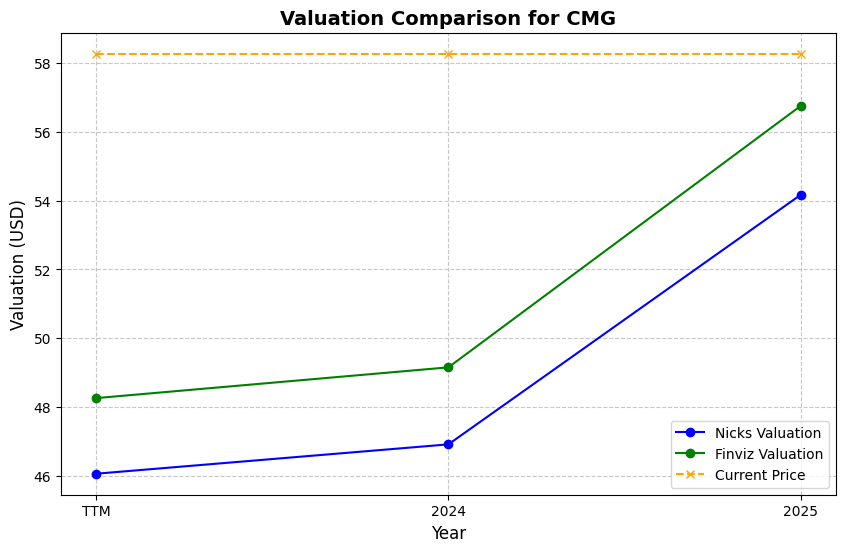 Valuation Comparison for CMG
Valuation (USD)
58
56
54
52
50
48
46
TTM
2024
2025
Year
Nicks Valuation
Finviz Valuation
Current Price